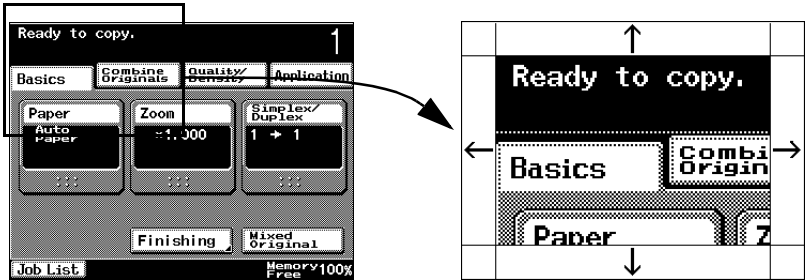 Ready to copy. 1
Basics Combine Originals Quality/ Density Application
Paper Zoom Simplex/ Duplex
Auto Paper ×1.000 1 → 1
Finishing Mixed Original
Job List Memory Free 100%
Ready to copy.
Basics Combi Origin
Paper Z